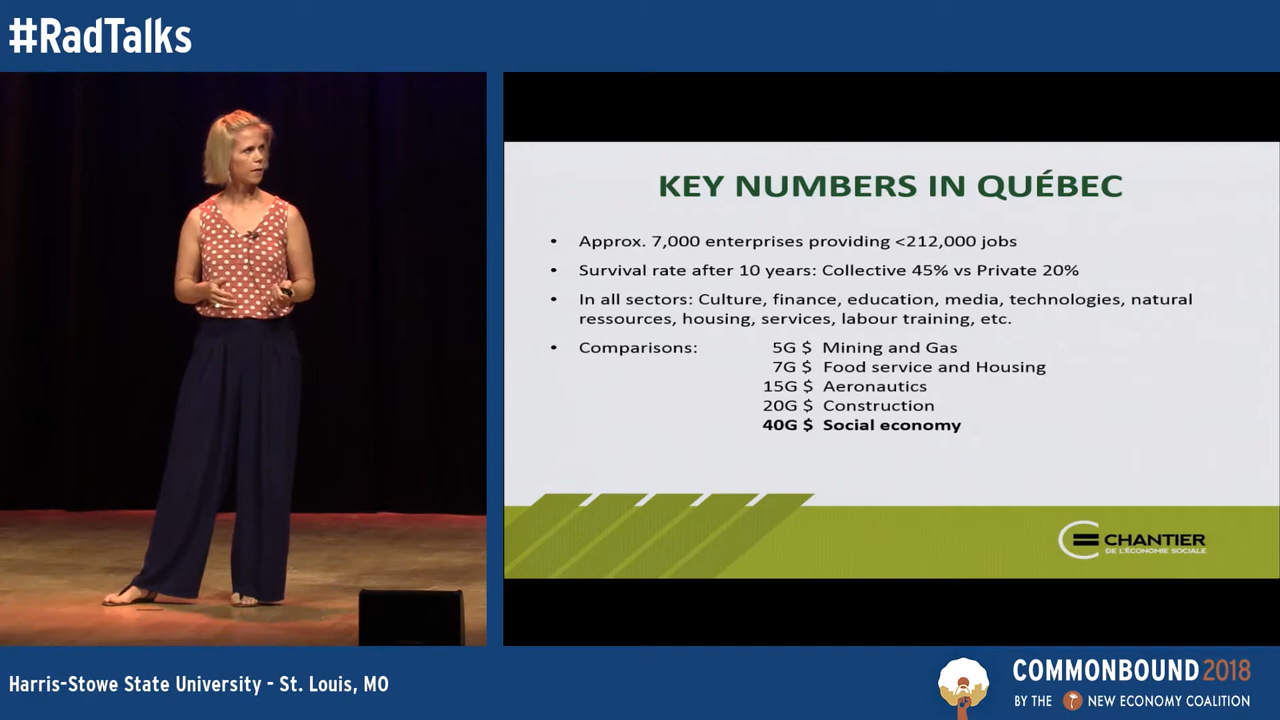 #RadTalks
KEY NUMBERS IN QUÉBEC
• Approx. 7,000 enterprises providing <212,000 jobs
• Survival rate after 10 years: Collective 45% vs Private 20%
• In all sectors: Culture, finance, education, media, technologies, natural
ressources, housing, services, labour training, etc.
• Comparisons: 5G $ Mining and Gas
7G $ Food service and Housing
15G $ Aeronautics
20G $ Construction
40G $ Social economy
CHANTIER
DE L'ÉCONOMIE SOCIALE
Harris-Stowe State University - St. Louis, MO
COMMONBOUND 2018
BY THE NEW ECONOMY COALITION